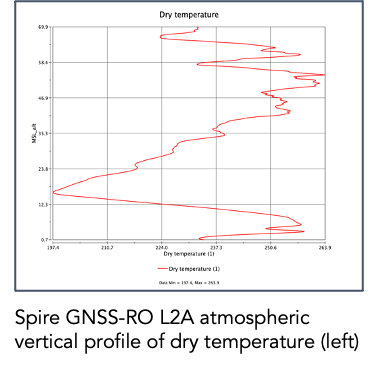 Dry temperature
69.9
58.4
46.9
35.3
23.8
12.3
0.7
MSL_alt
197.4 210.7 224.0 237.3 250.6 263.9
Dry temperature (1)
Dry temperature (1)
Data Min = 197.4, Max = 263.9
Spire GNSS-RO L2A atmospheric
vertical profile of dry temperature (left)